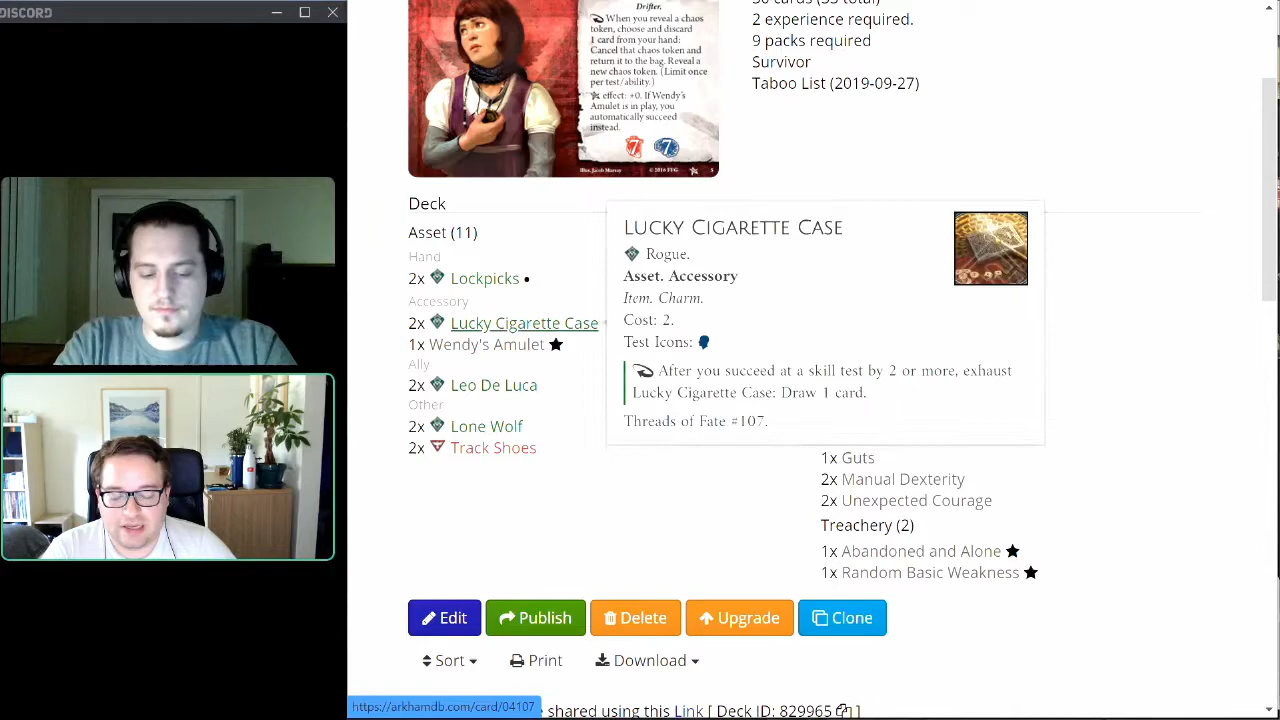 DISCORD
Drifter.
When you reveal a chaos
token, choose and discard
1 card from your hand:
Cancel that chaos token and
return it to the bag. Reveal a
new chaos token. (Limit once
per test/ability.)
effect: +0. If Wendy's
Amulet is in play, you
automatically succeed
instead.
7 7
Illus. Jacob Murray © 2016 FFG 5
2 experience required.
9 packs required
Survivor
Taboo List (2019-09-27)
Deck
Asset (11)
Hand
2x Lockpicks •
Accessory
2x Lucky Cigarette Case
1x Wendy's Amulet ★
Ally
2x Leo De Luca
Other
2x Lone Wolf
2x Track Shoes
LUCKY CIGARETTE CASE
Rogue.
Asset. Accessory
Item. Charm.
Cost: 2.
Test Icons:
After you succeed at a skill test by 2 or more, exhaust
Lucky Cigarette Case: Draw 1 card.
Threads of Fate #107.
1x Guts
2x Manual Dexterity
2x Unexpected Courage
Treachery (2)
1x Abandoned and Alone ★
1x Random Basic Weakness ★
Edit Publish Delete Upgrade Clone
Sort Print Download
https://arkhamdb.com/card/04107
shared using this Link [ Deck ID: 829965 ]